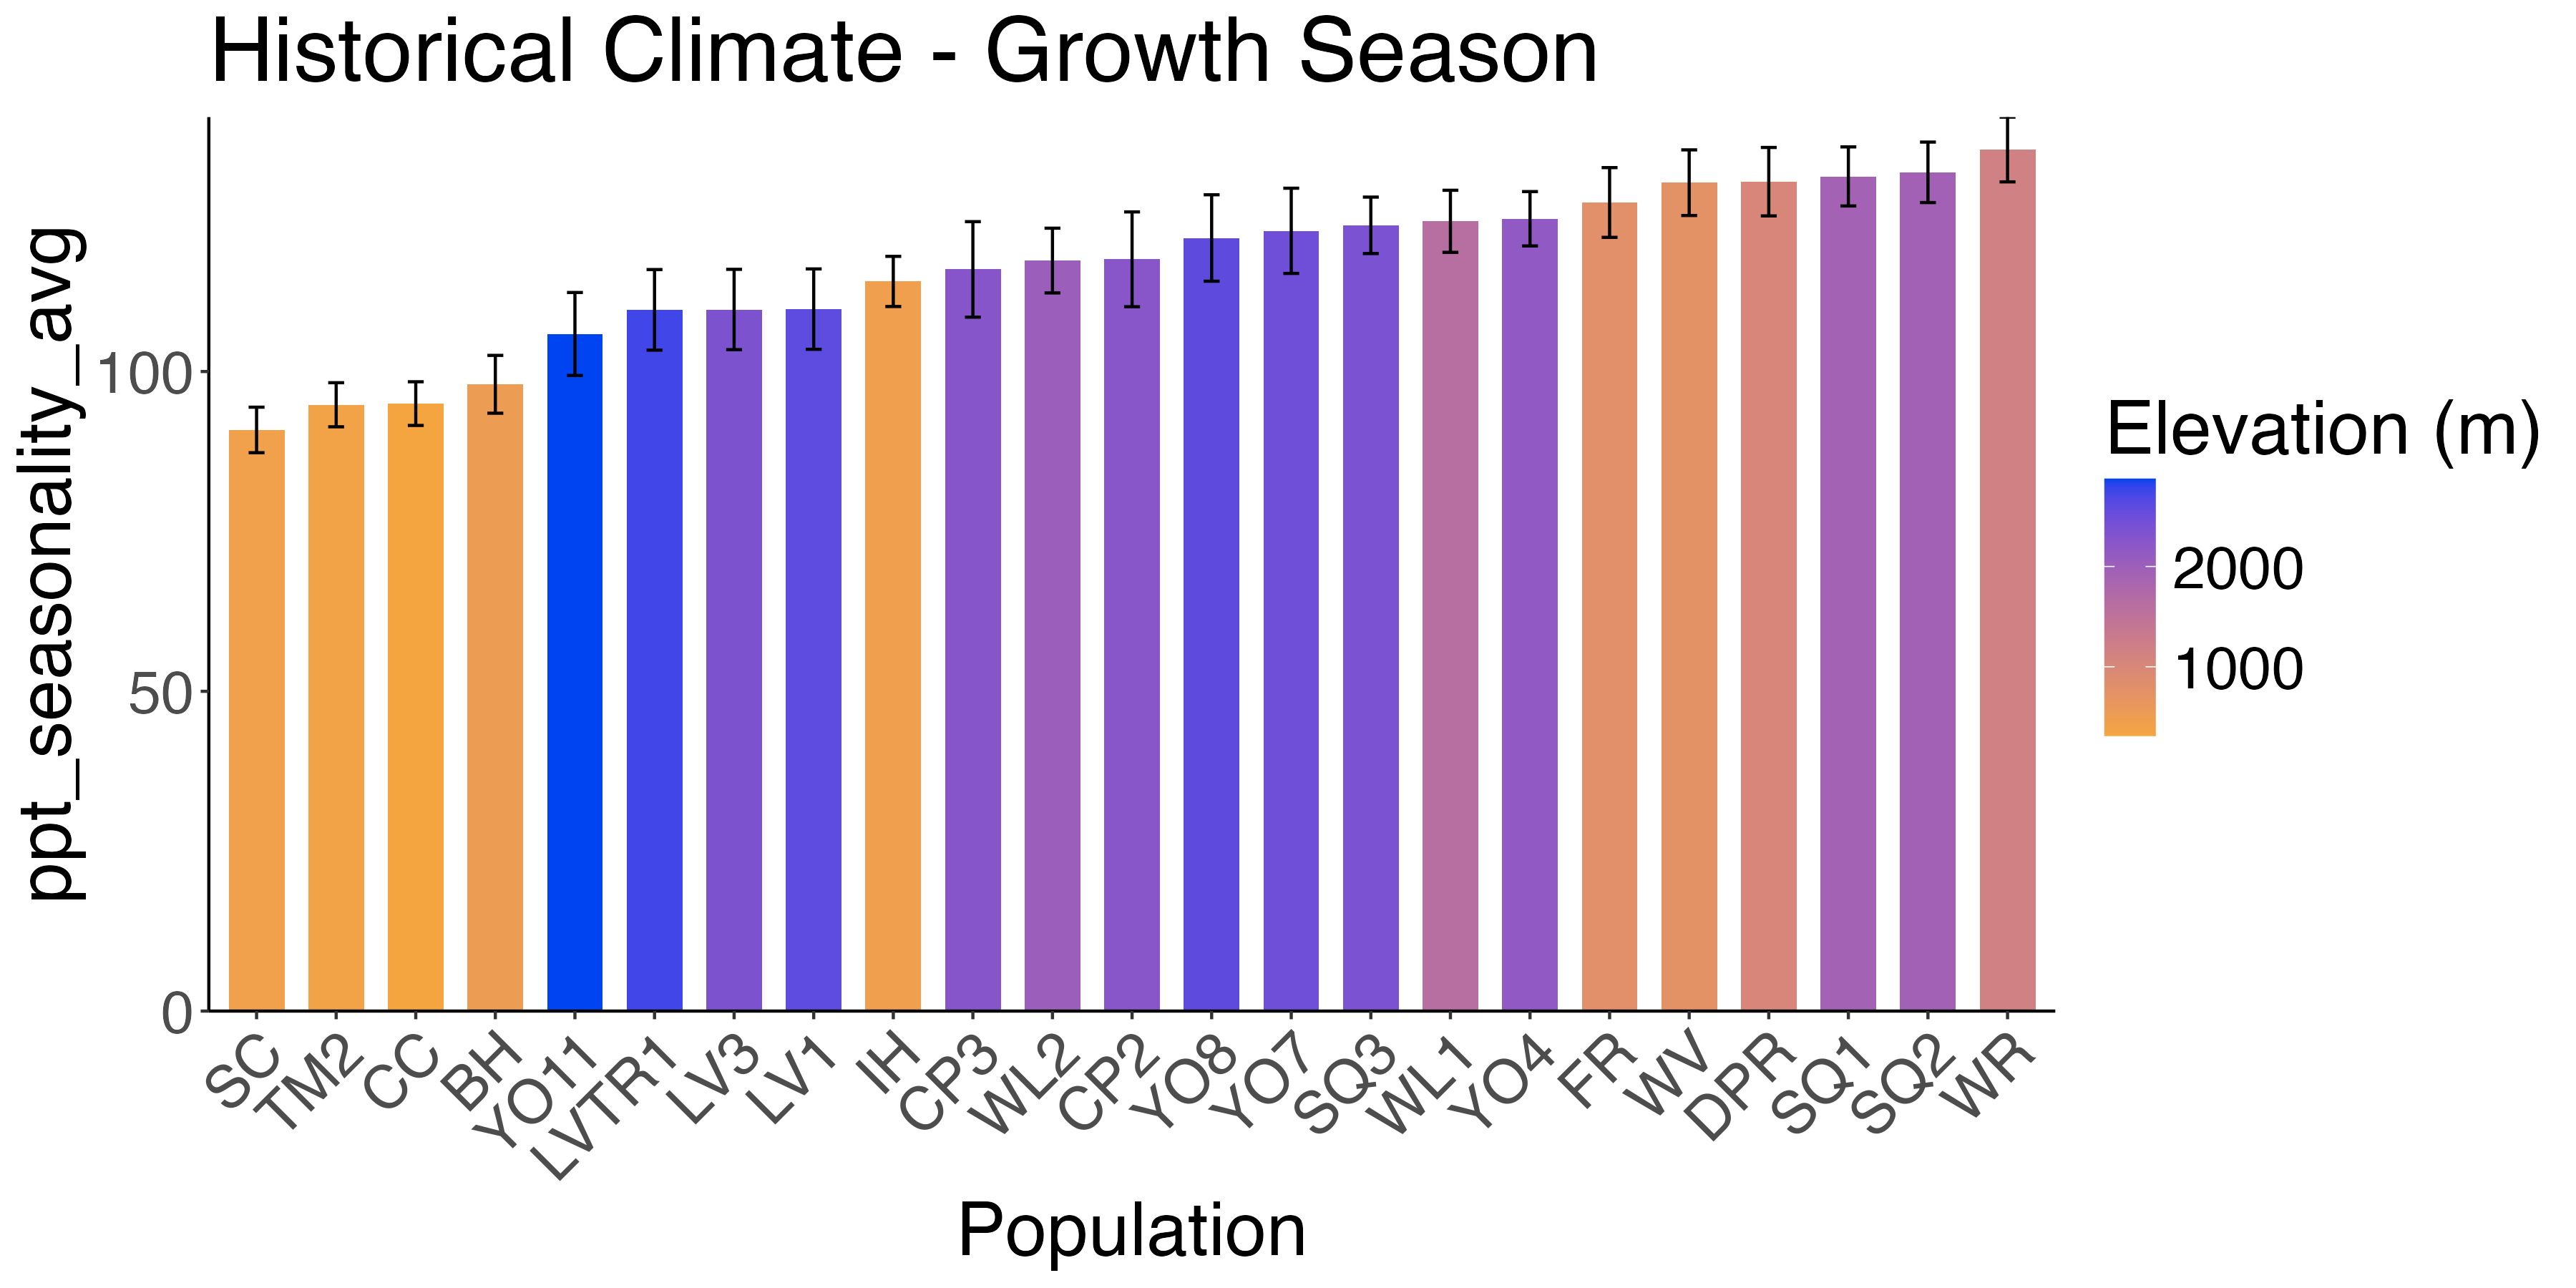 Historical Climate - Growth Season
ppt_seasonality_avg
100
50
0
SC
TM2
CC
BH
YO11
LVTR1
LV3
LV1
IH
CP3
WL2
CP2
YO8
YO7
SQ3
WL1
YO4
FR
WV
DPR
SQ1
SQ2
WR
Population
Elevation (m)
2000
1000